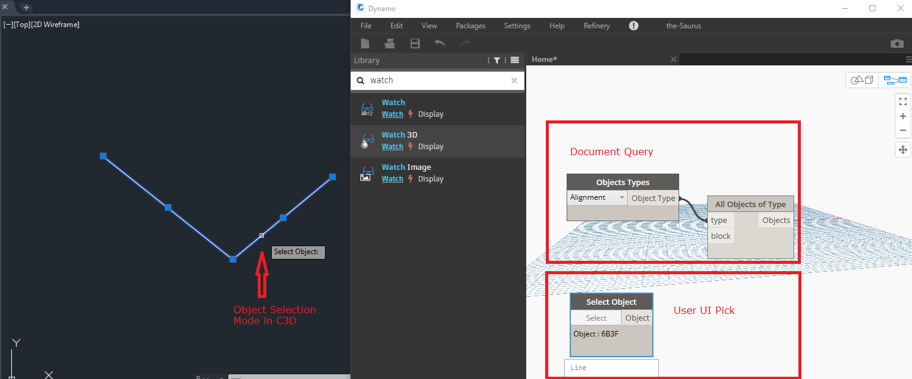 Dynamo
[−][Top][2D Wireframe]
File Edit View Packages Settings Help Refinery the-Saurus
Library
Home*
watch
Watch
Watch Display
Watch 3D
Watch Display
Watch Image
Watch Display
Select Object:
Object Selection
Mode in C3D
Y
X
Document Query
Objects Types
Alignment Object Type
All Objects of Type
type Objects
block
Select Object
Select Object
Object : 6B3F
User UI Pick
Line